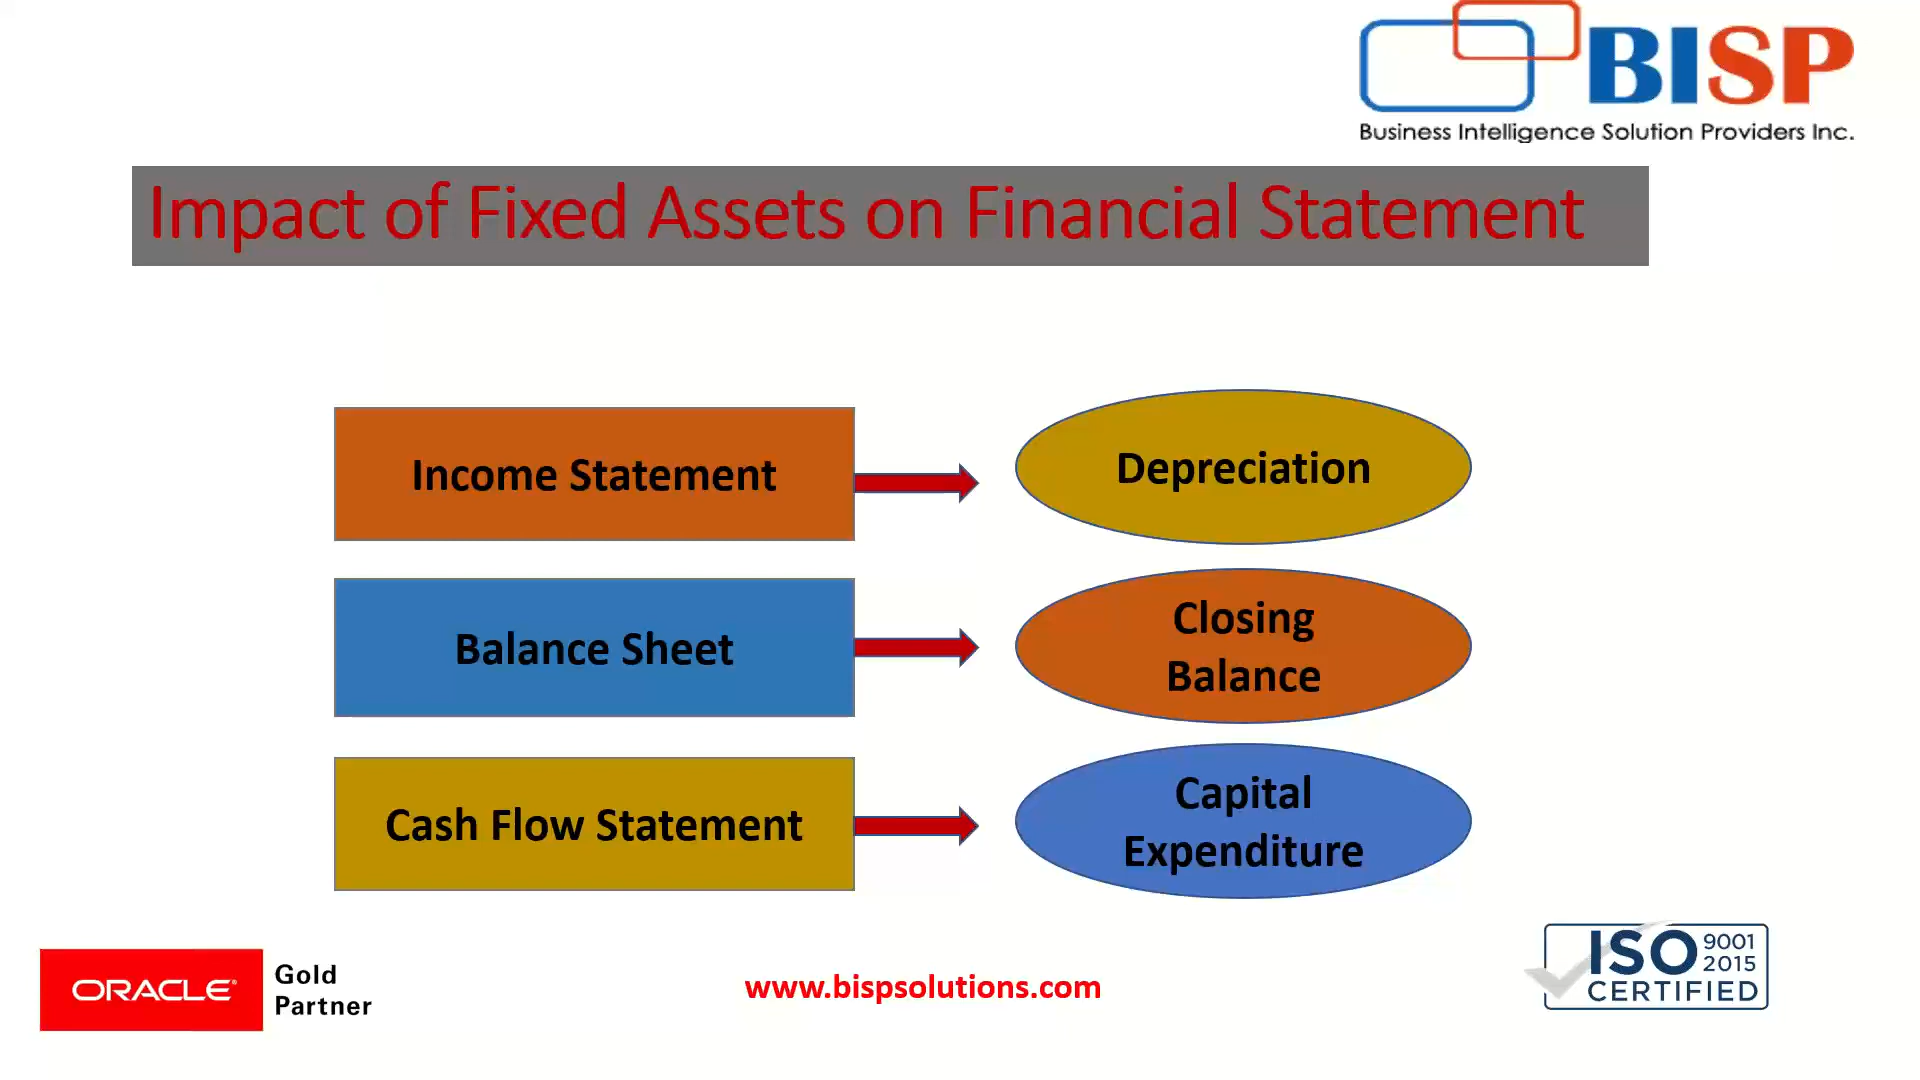 BISP
Business Intelligence Solution Providers Inc.
Impact of Fixed Assets on Financial Statement
Income Statement
Depreciation
Balance Sheet
Closing
Balance
Cash Flow Statement
Capital
Expenditure
ORACLE
Gold
Partner
www.bispsolutions.com
ISO 9001
2015
CERTIFIED